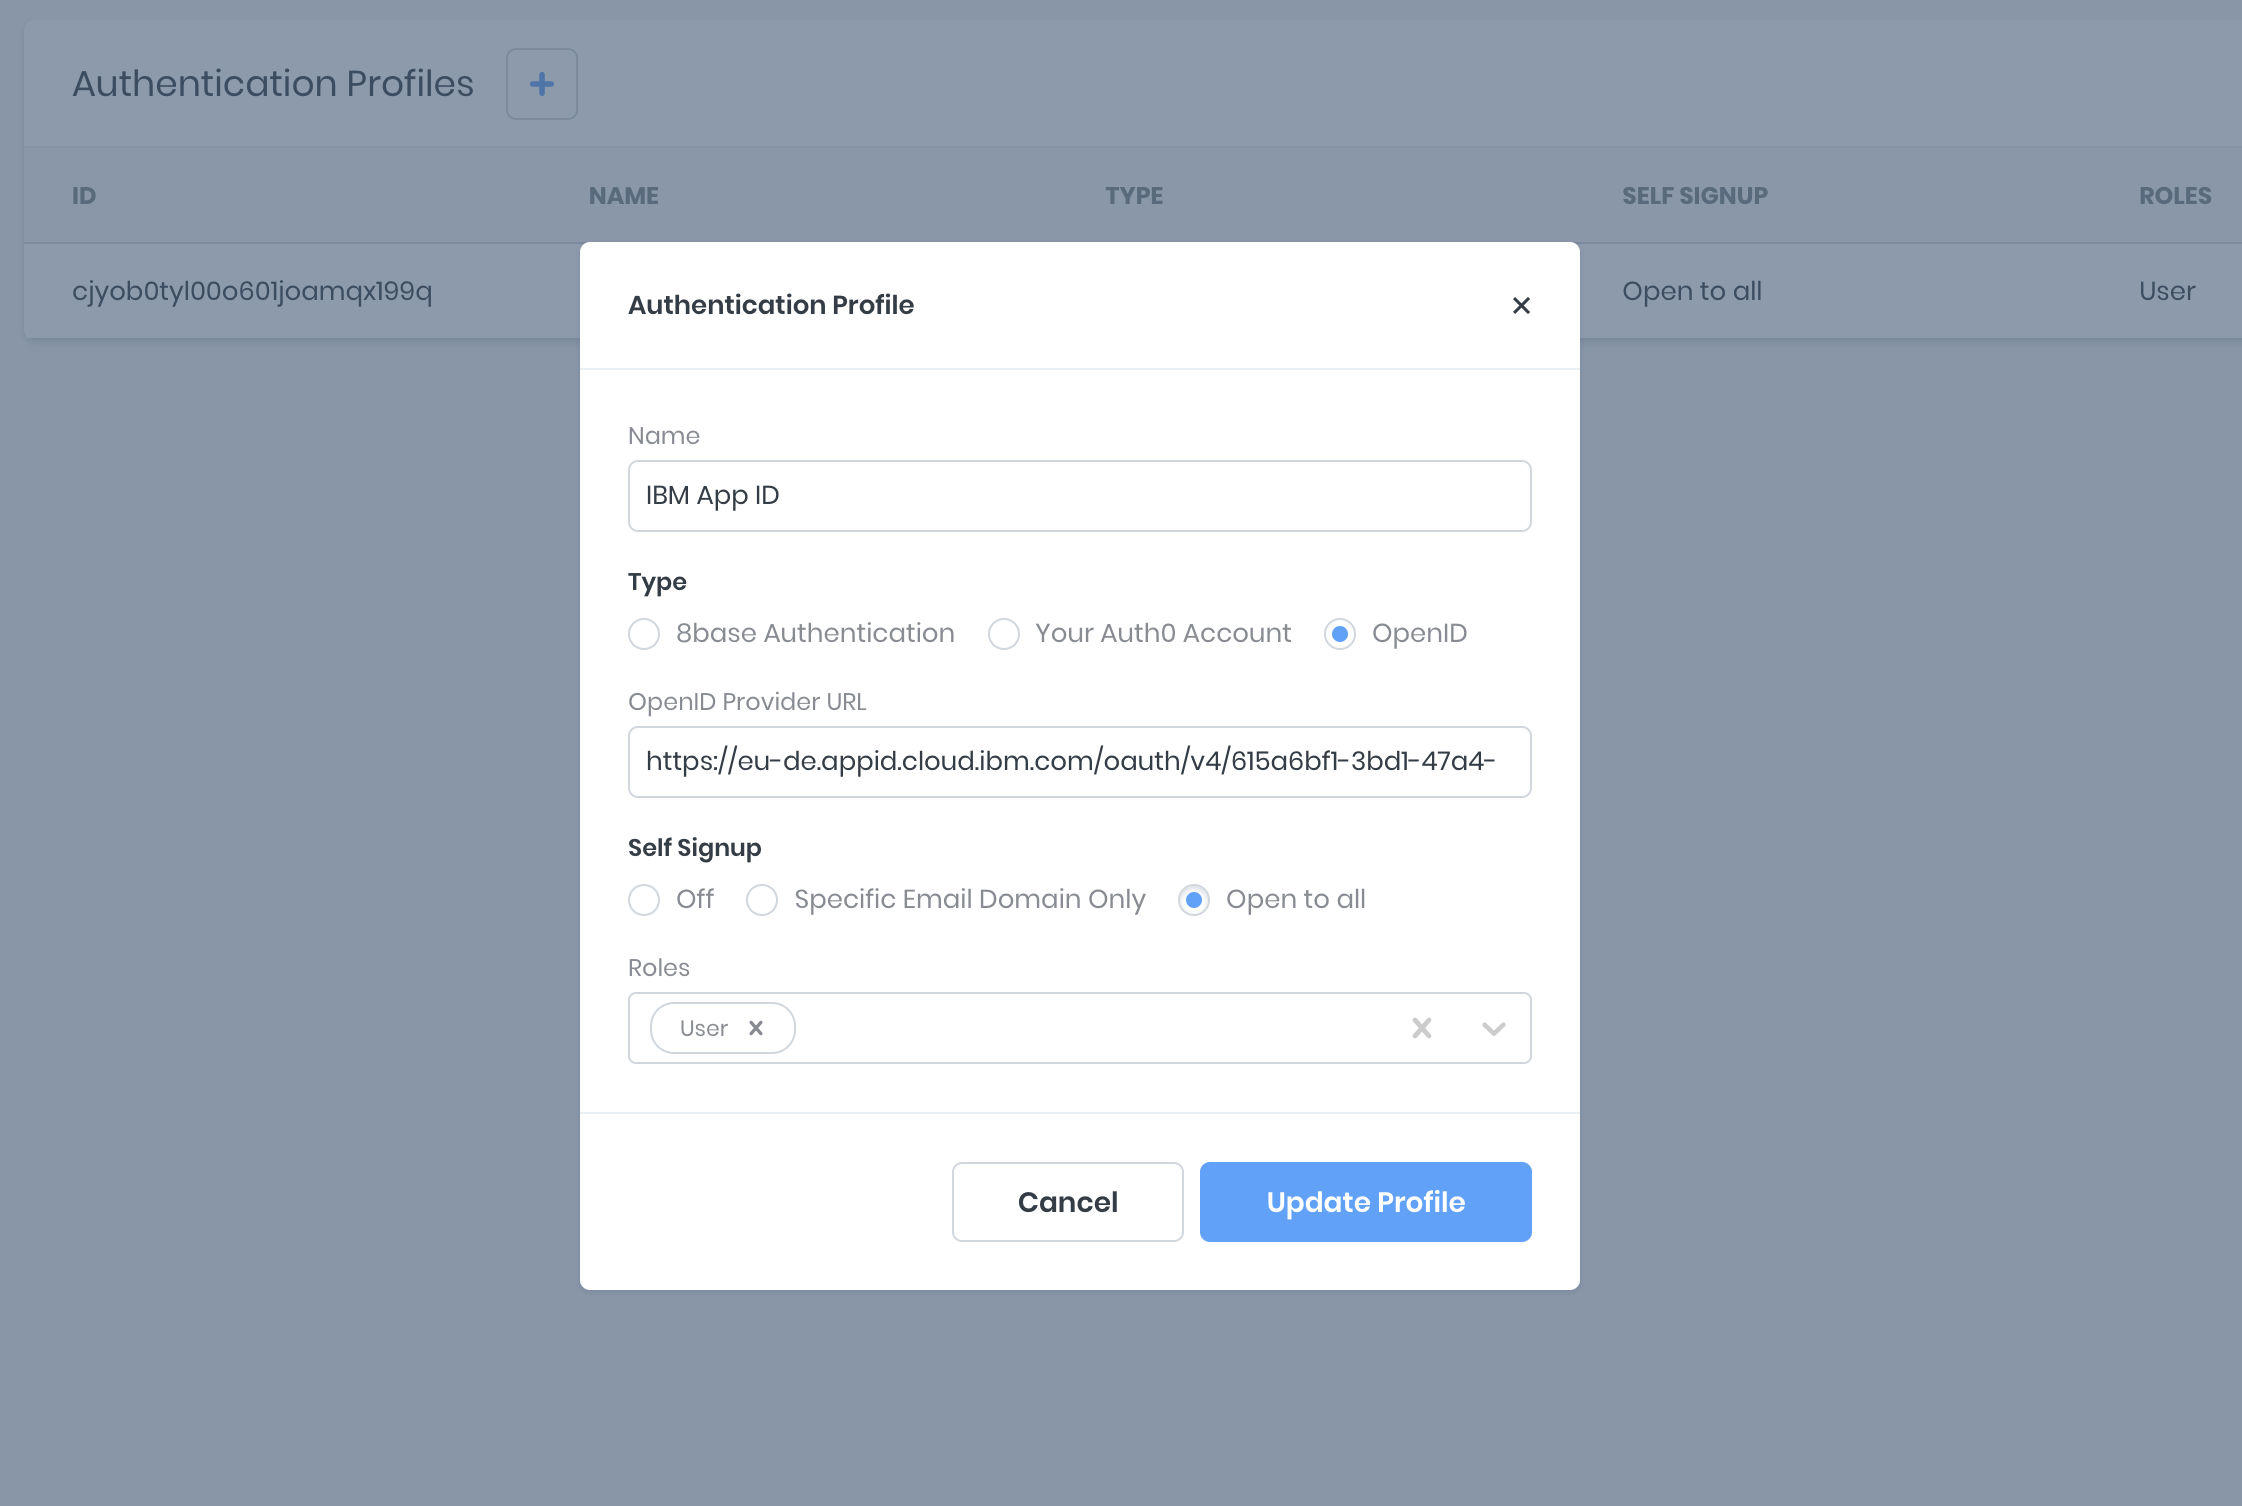 Authentication Profiles
ID NAME TYPE SELF SIGNUP ROLES
cjyob0tyl00o601joamqx199q Open to all User
Authentication Profile
Name
IBM App ID
Type
8base Authentication Your Auth0 Account OpenID
OpenID Provider URL
https://eu-de.appid.cloud.ibm.com/oauth/v4/615a6bf1-3bd1-47a4-
Self Signup
Off Specific Email Domain Only Open to all
Roles
User
Cancel Update Profile